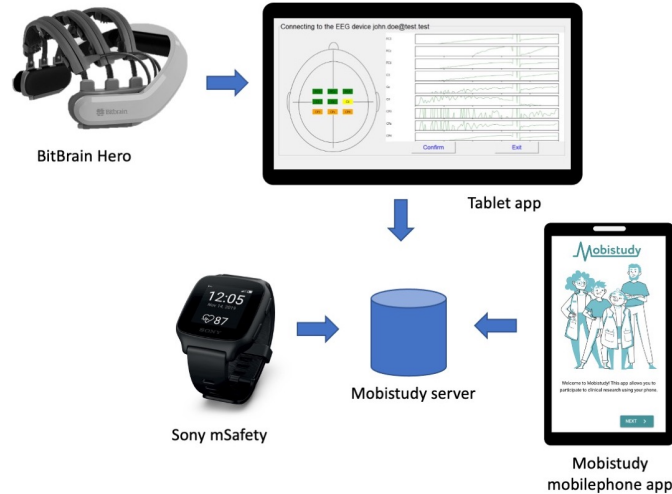 Connecting to the EEG device john.doe@test.test
Confirm
Exit
BitBrain Hero
Tablet app
12:05
87
SONY
Mobistudy
Welcome to Mobistudy! This app allows you to
participate to clinical research using your phone.
NEXT >
Mobistudy server
Sony mSafety
Mobistudy
mobilephone app